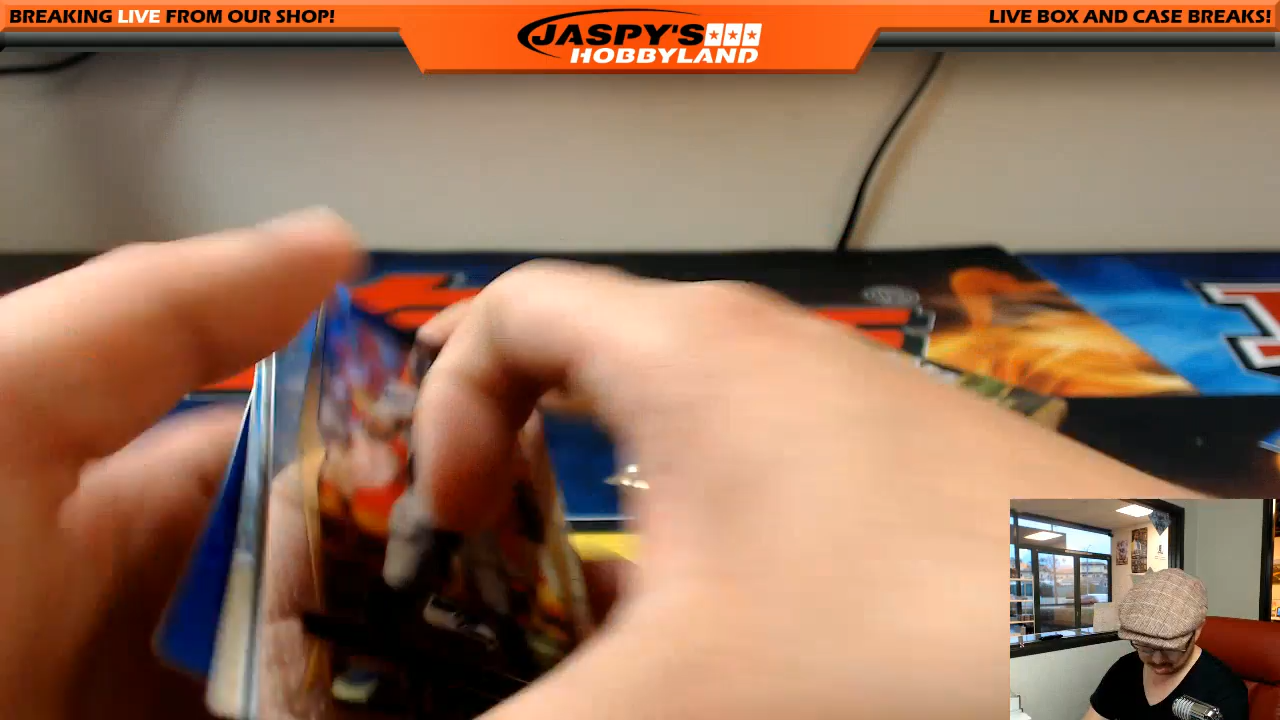 BREAKING LIVE FROM OUR SHOP!
JASPY'S
HOBBYLAND
LIVE BOX AND CASE BREAKS!